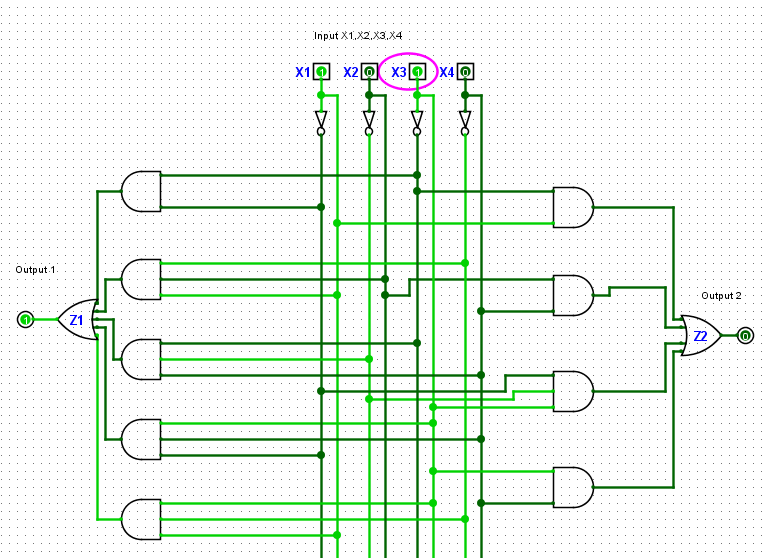 Input X1,X2,X3,X4
X1 1 X2 0 X3 1 X4 0
Output 1
Output 2
1 Z1
Z2 0